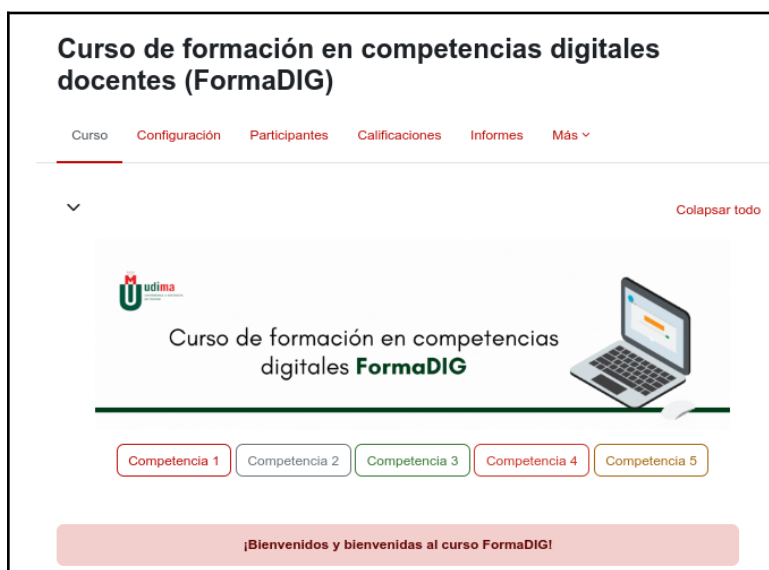 Curso de formación en competencias digitales
docentes (FormaDIG)
Curso Configuración Participantes Calificaciones Informes Más
Colapsar todo
udima
Curso de formación en competencias
digitales FormaDIG
Competencia 1 Competencia 2 Competencia 3 Competencia 4 Competencia 5
¡Bienvenidos y bienvenidas al curso FormaDIG!